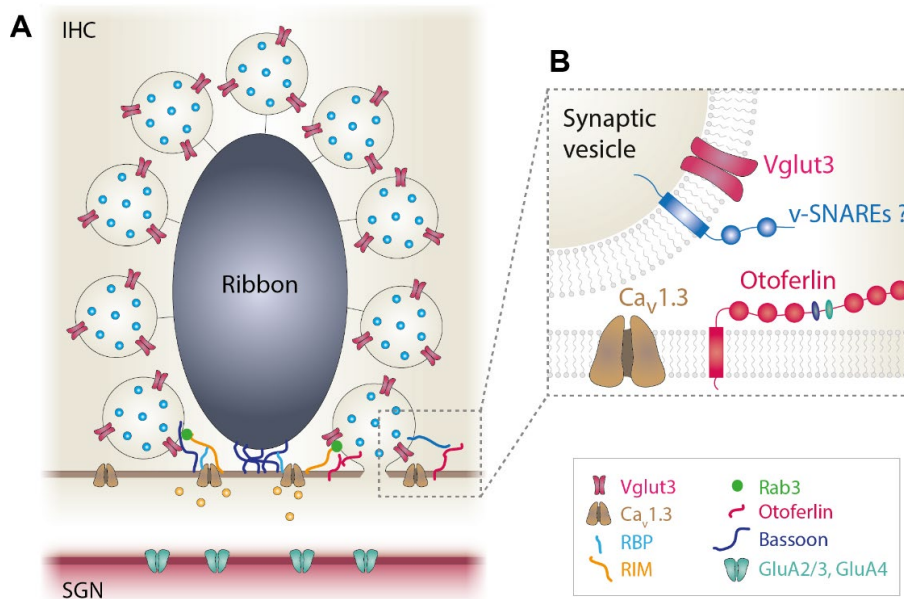 A
IHC
Ribbon
SGN
B
Synaptic
vesicle
Vglut3
v-SNAREs ?
Otoferlin
Cav1.3
Vglut3
Cav1.3
RBP
RIM
Rab3
Otoferlin
Bassoon
GluA2/3, GluA4